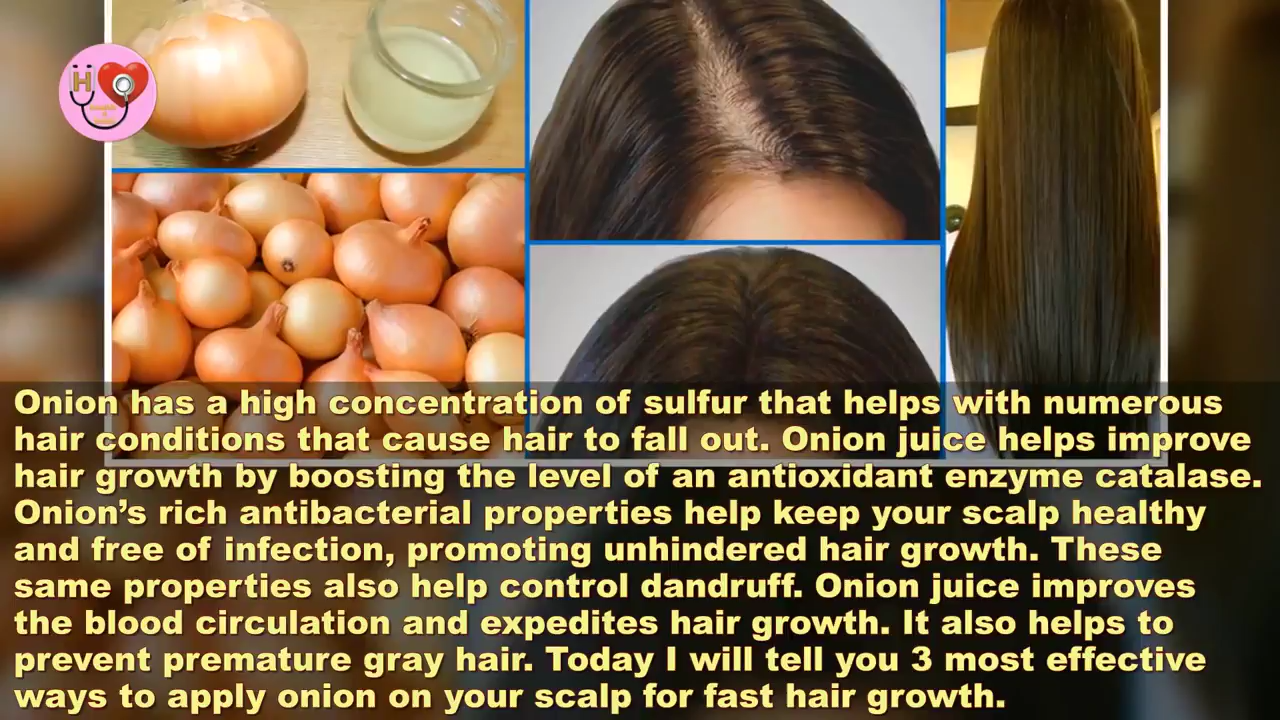 H
Onion has a high concentration of sulfur that helps with numerous
hair conditions that cause hair to fall out. Onion juice helps improve
hair growth by boosting the level of an antioxidant enzyme catalase.
Onion’s rich antibacterial properties help keep your scalp healthy
and free of infection, promoting unhindered hair growth. These
same properties also help control dandruff. Onion juice improves
the blood circulation and expedites hair growth. It also helps to
prevent premature gray hair. Today I will tell you 3 most effective
ways to apply onion on your scalp for fast hair growth.